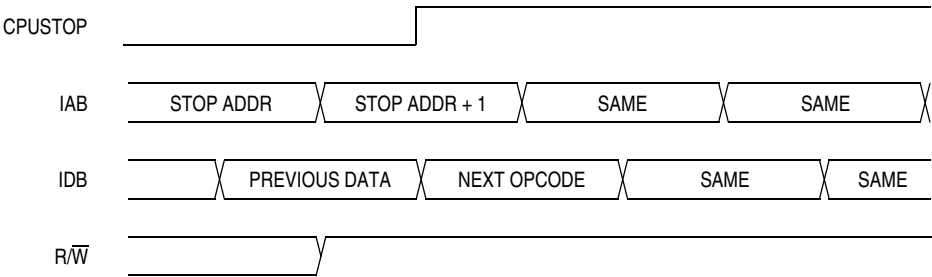 CPUSTOP
IAB STOP ADDR STOP ADDR + 1 SAME SAME
IDB PREVIOUS DATA NEXT OPCODE SAME SAME
R/W̅